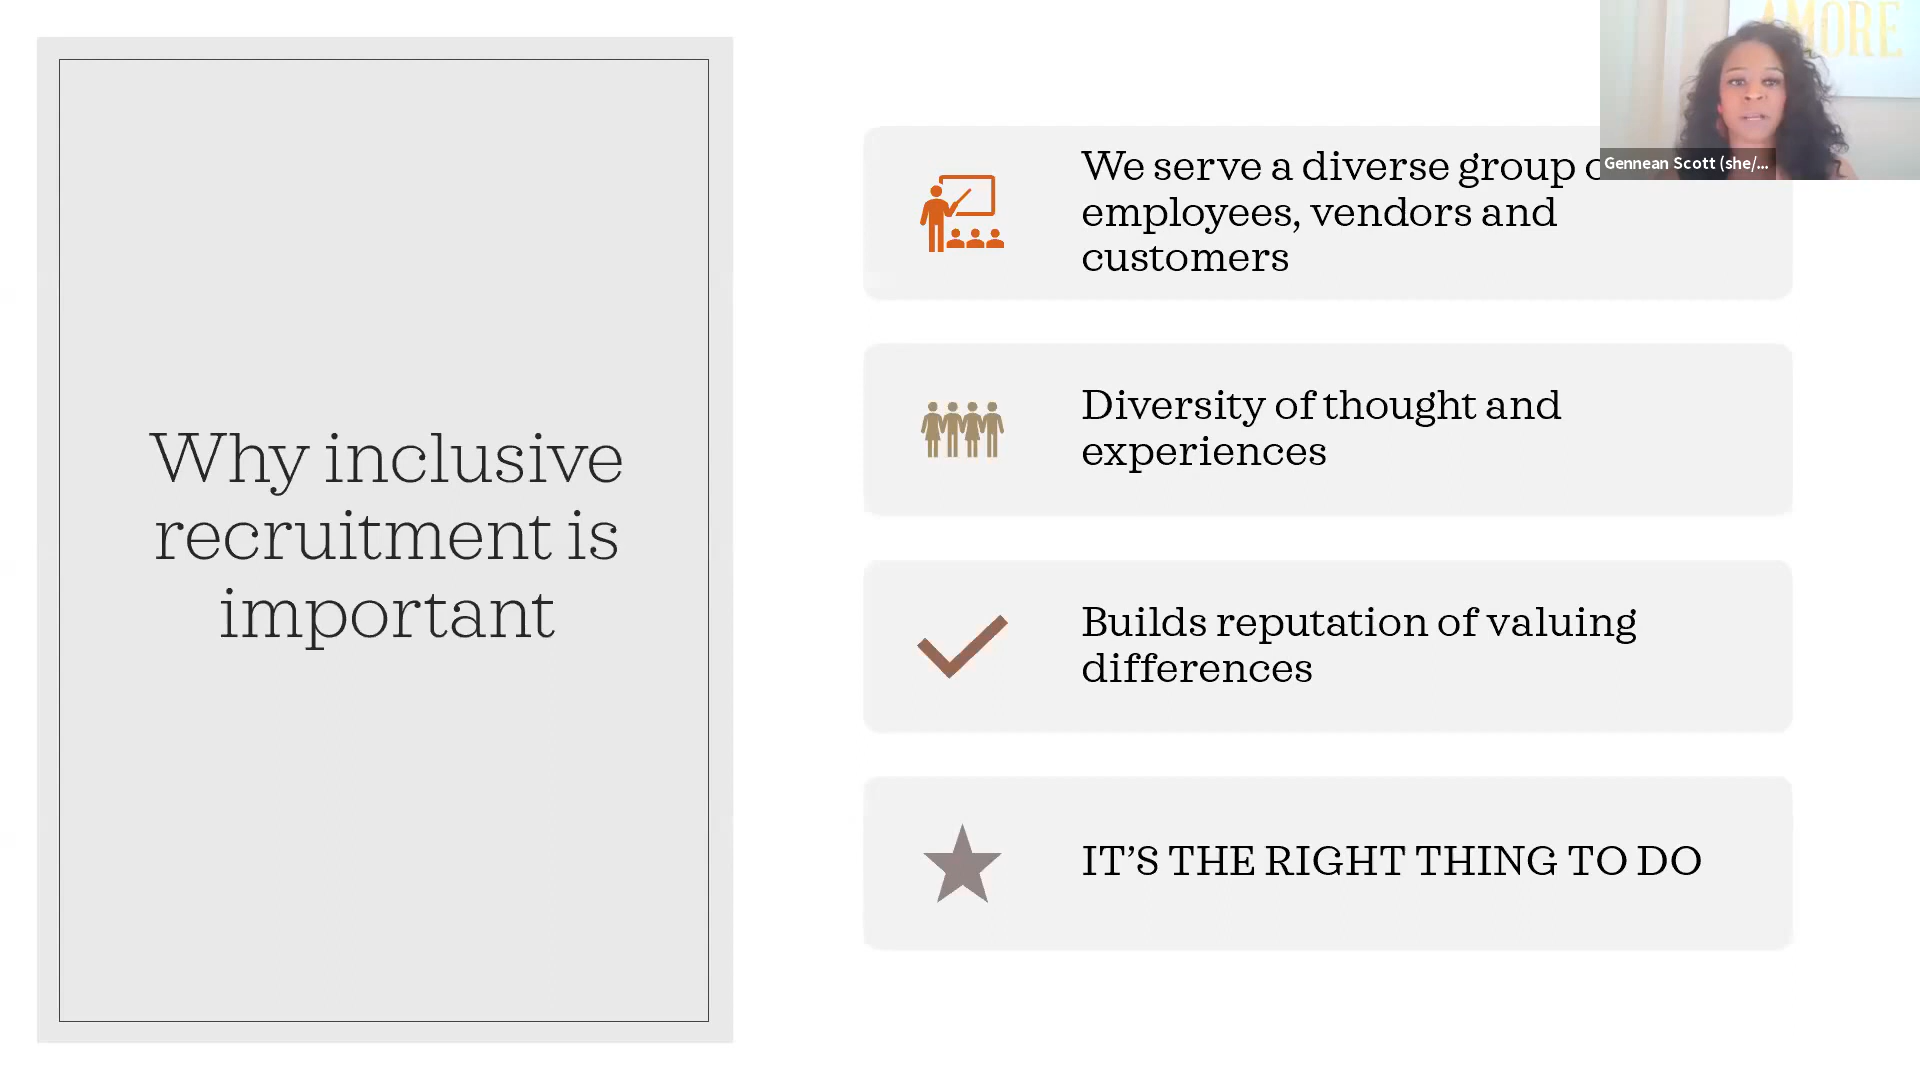 Why inclusive
recruitment is
important
AMORE
Gennean Scott (she/...
We serve a diverse group
employees, vendors and
customers
Diversity of thought and
experiences
Builds reputation of valuing
differences
IT’S THE RIGHT THING TO DO